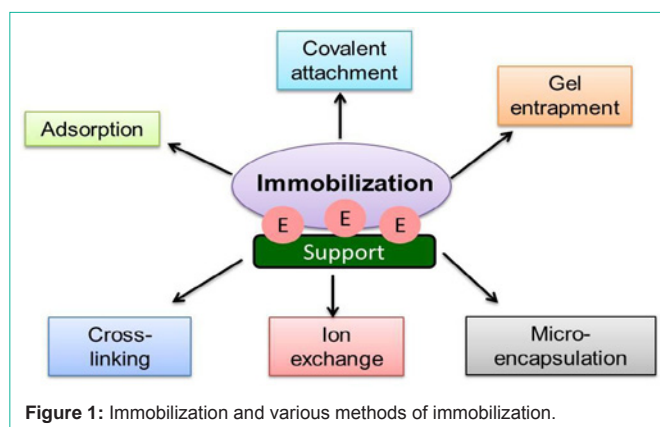 Covalent
attachment
Gel
entrapment
Adsorption
Immobilization
E E E
Support
Cross-
linking
Ion
exchange
Micro-
encapsulation
Figure 1: Immobilization and various methods of immobilization.